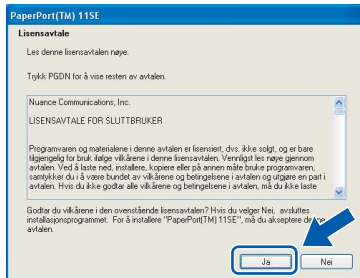 PaperPort(TM) 11SE
Lisensavtale
Les denne lisensavtalen nøye.
Trykk PGDN for å vise resten av avtalen.
Nuance Communications, Inc.
LISENSAVTALE FOR SLUTTBRUKER
Programvaren og materialene i denne avtalen er lisensiert, dvs. ikke solgt, og er bare
tilgjengelig for bruk ifølge vilkårene i denne lisensavtalen. Vennligst les nøye gjennom
avtalen. Ved å laste ned, installere, kopiere eller på annen måte bruke programvaren,
samtykker du i å være bundet av vilkårene og betingelsene i avtalen og utgjøre en part i
avtalen. Hvis du ikke godtar alle vilkårene og betingelsene i avtalen, må du ikke laste
Godtar du vilkårene i den ovenstående lisensavtalen? Hvis du velger Nei, avsluttes
installasjonsprogrammet. For å installere "PaperPort(TM) 11SE", må du akseptere denne
avtalen.
Ja
Nei